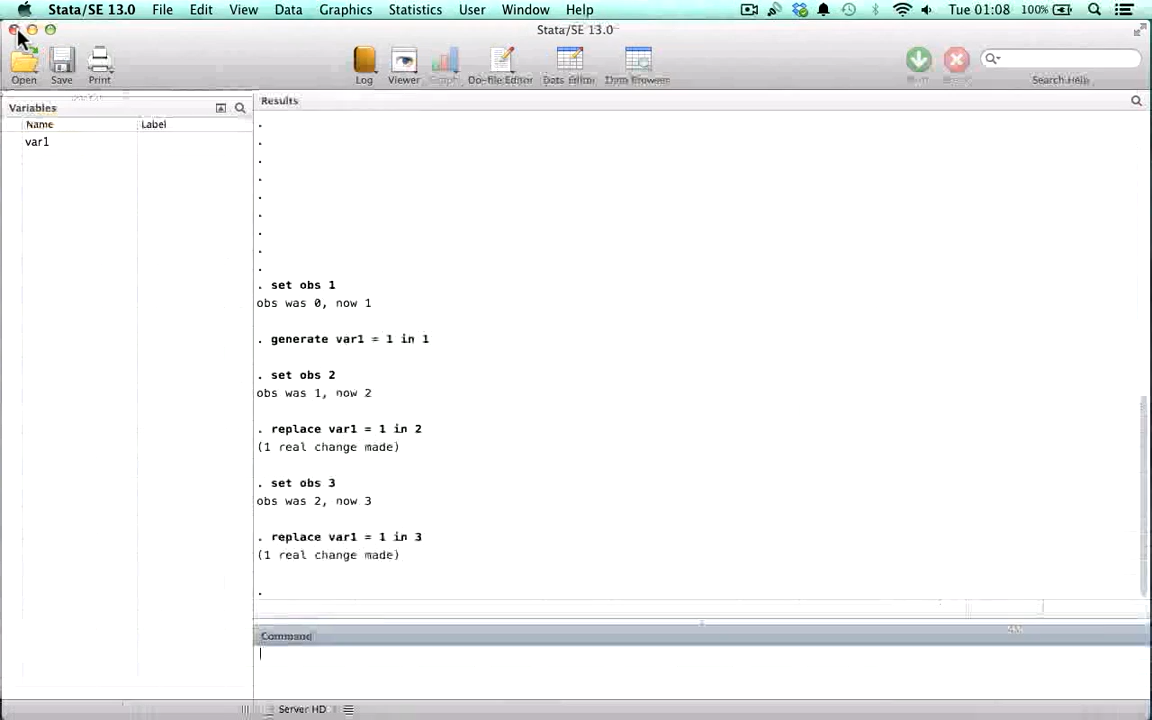 Stata/SE 13.0 File Edit View Data Graphics Statistics User Window Help Tue 01:08 100%
Stata/SE 13.0
Open Save Print Log Viewer Graph Do-file Editor Data Editor Data Browser Search Help
Variables
Name Label
var1
Results
.
.
.
.
.
.
.
.
.
. set obs 1
obs was 0, now 1
. generate var1 = 1 in 1
. set obs 2
obs was 1, now 2
. replace var1 = 1 in 2
(1 real change made)
. set obs 3
obs was 2, now 3
. replace var1 = 1 in 3
(1 real change made)
.
Command
Server HD